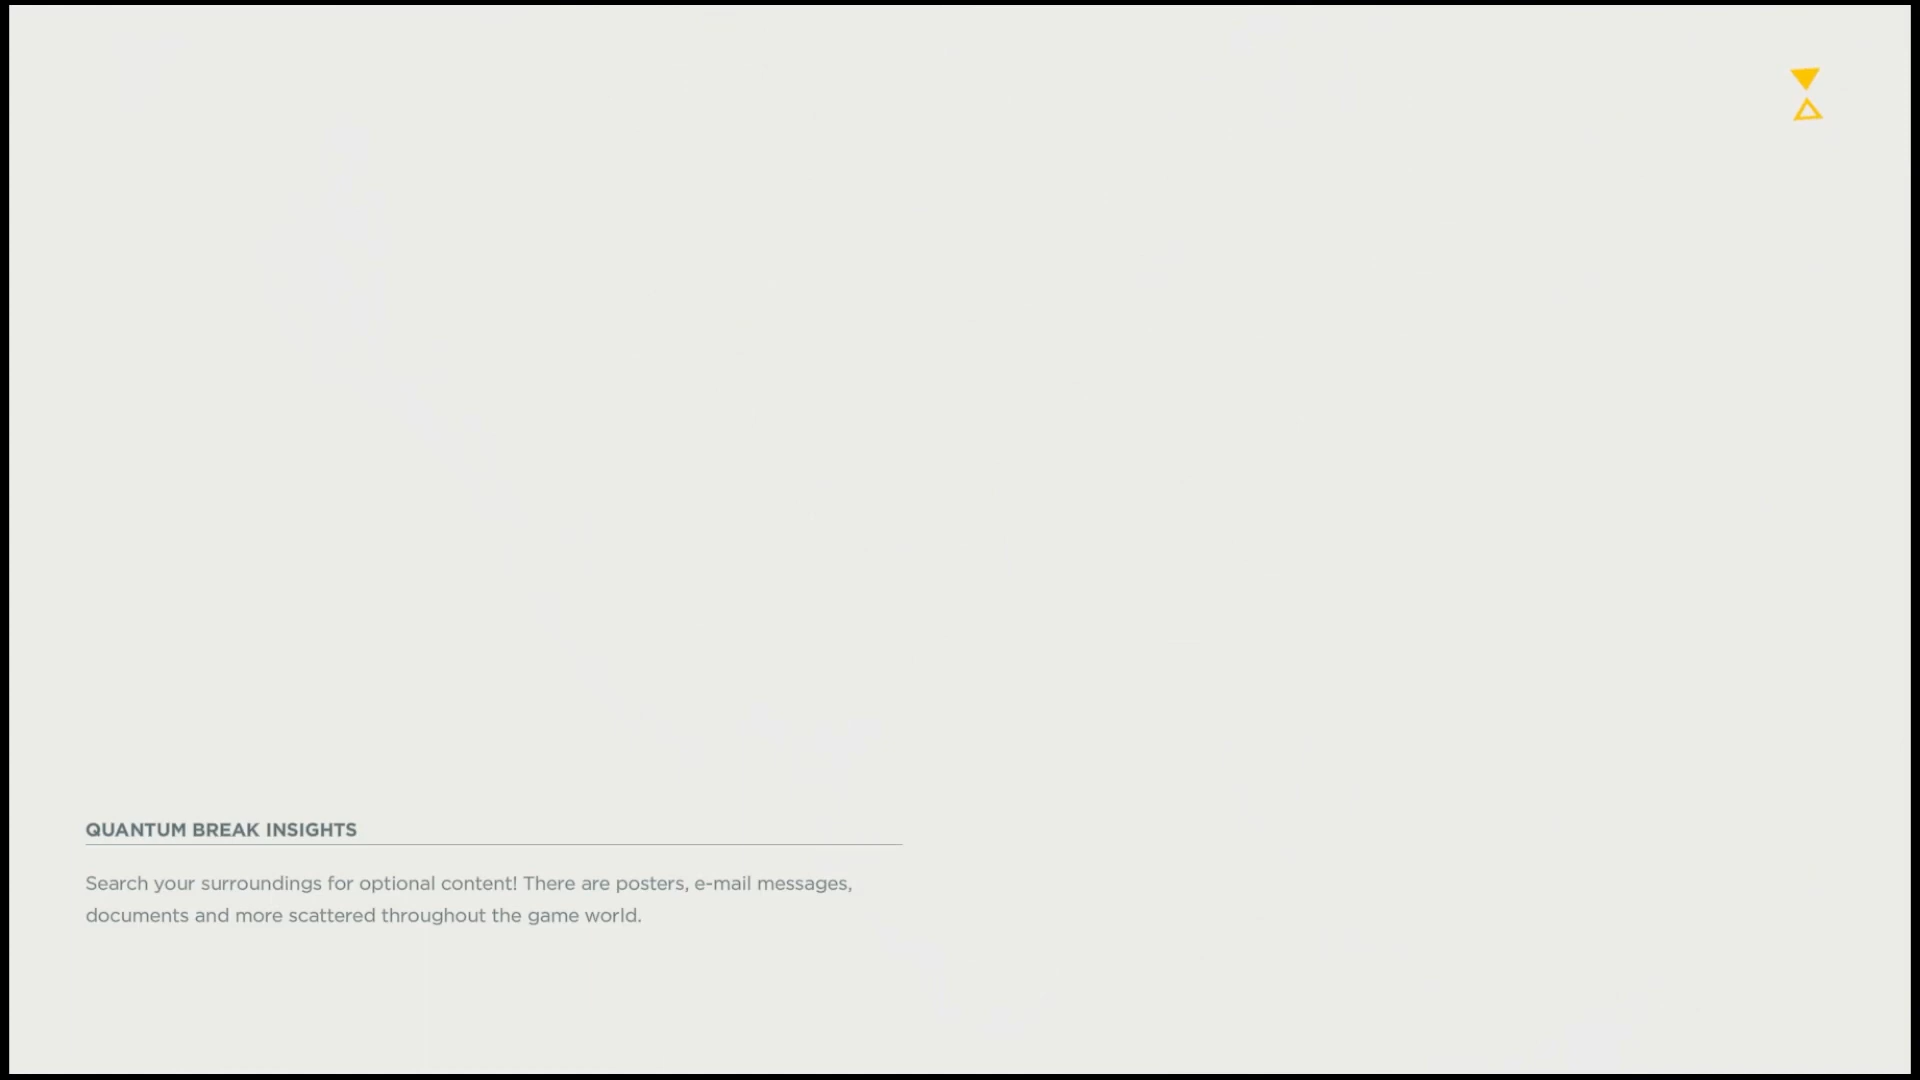 QUANTUM BREAK INSIGHTS
Search your surroundings for optional content! There are posters, e-mail messages,
documents and more scattered throughout the game world.